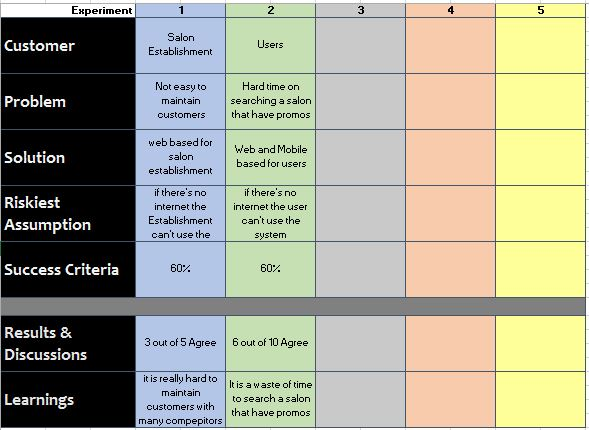 Experiment 1 2 3 4 5
Customer
Salon
Establishment
Users
Problem
Not easy to
maintain
customers
Hard time on
searching a salon
that have promos
Solution
web based for
salon
establishment
Web and Mobile
based for users
Riskiest
Assumption
if there's no
internet the
Establishment
can't use the
if there's no
internet the user
can't use the
system
Success Criteria
60%
60%
Results &
Discussions
3 out of 5 Agree
6 out of 10 Agree
Learnings
it is really hard to
maintain
customers with
many compepitors
It is a waste of time
to search a salon
that have promos